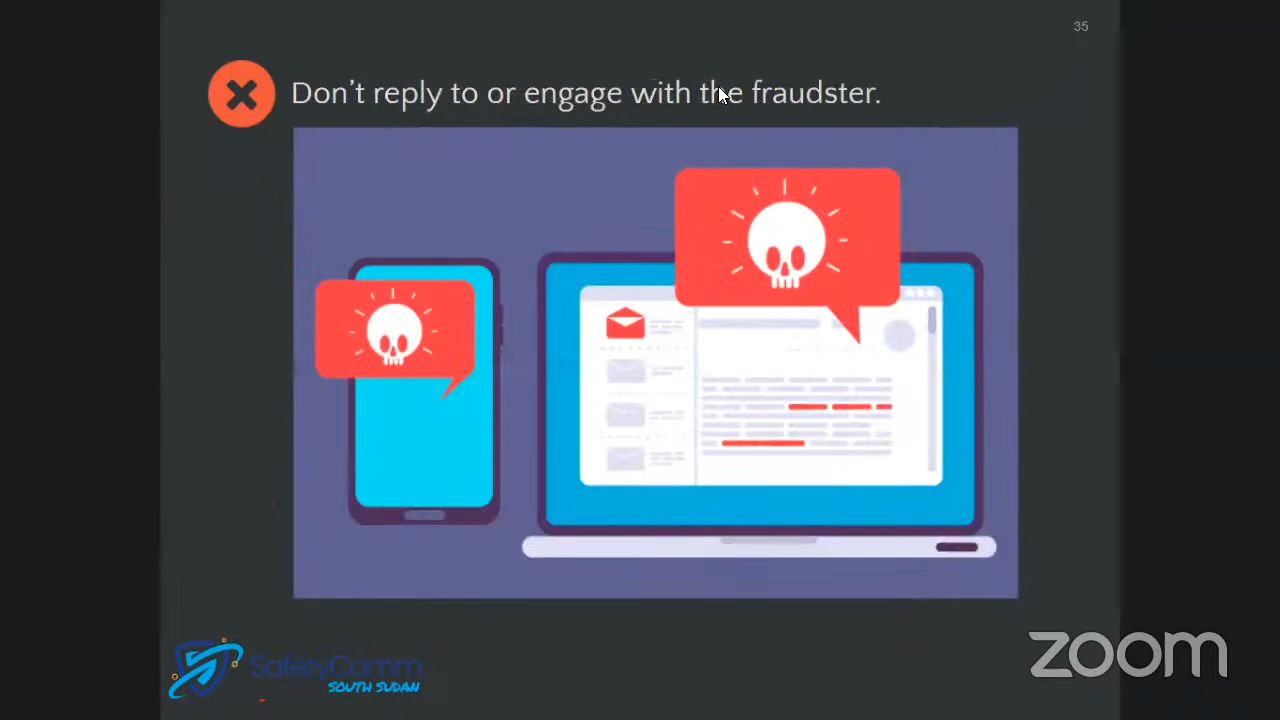 35
Don't reply to or engage with the fraudster.
SafetyComm
SOUTH SUDAN
zoom